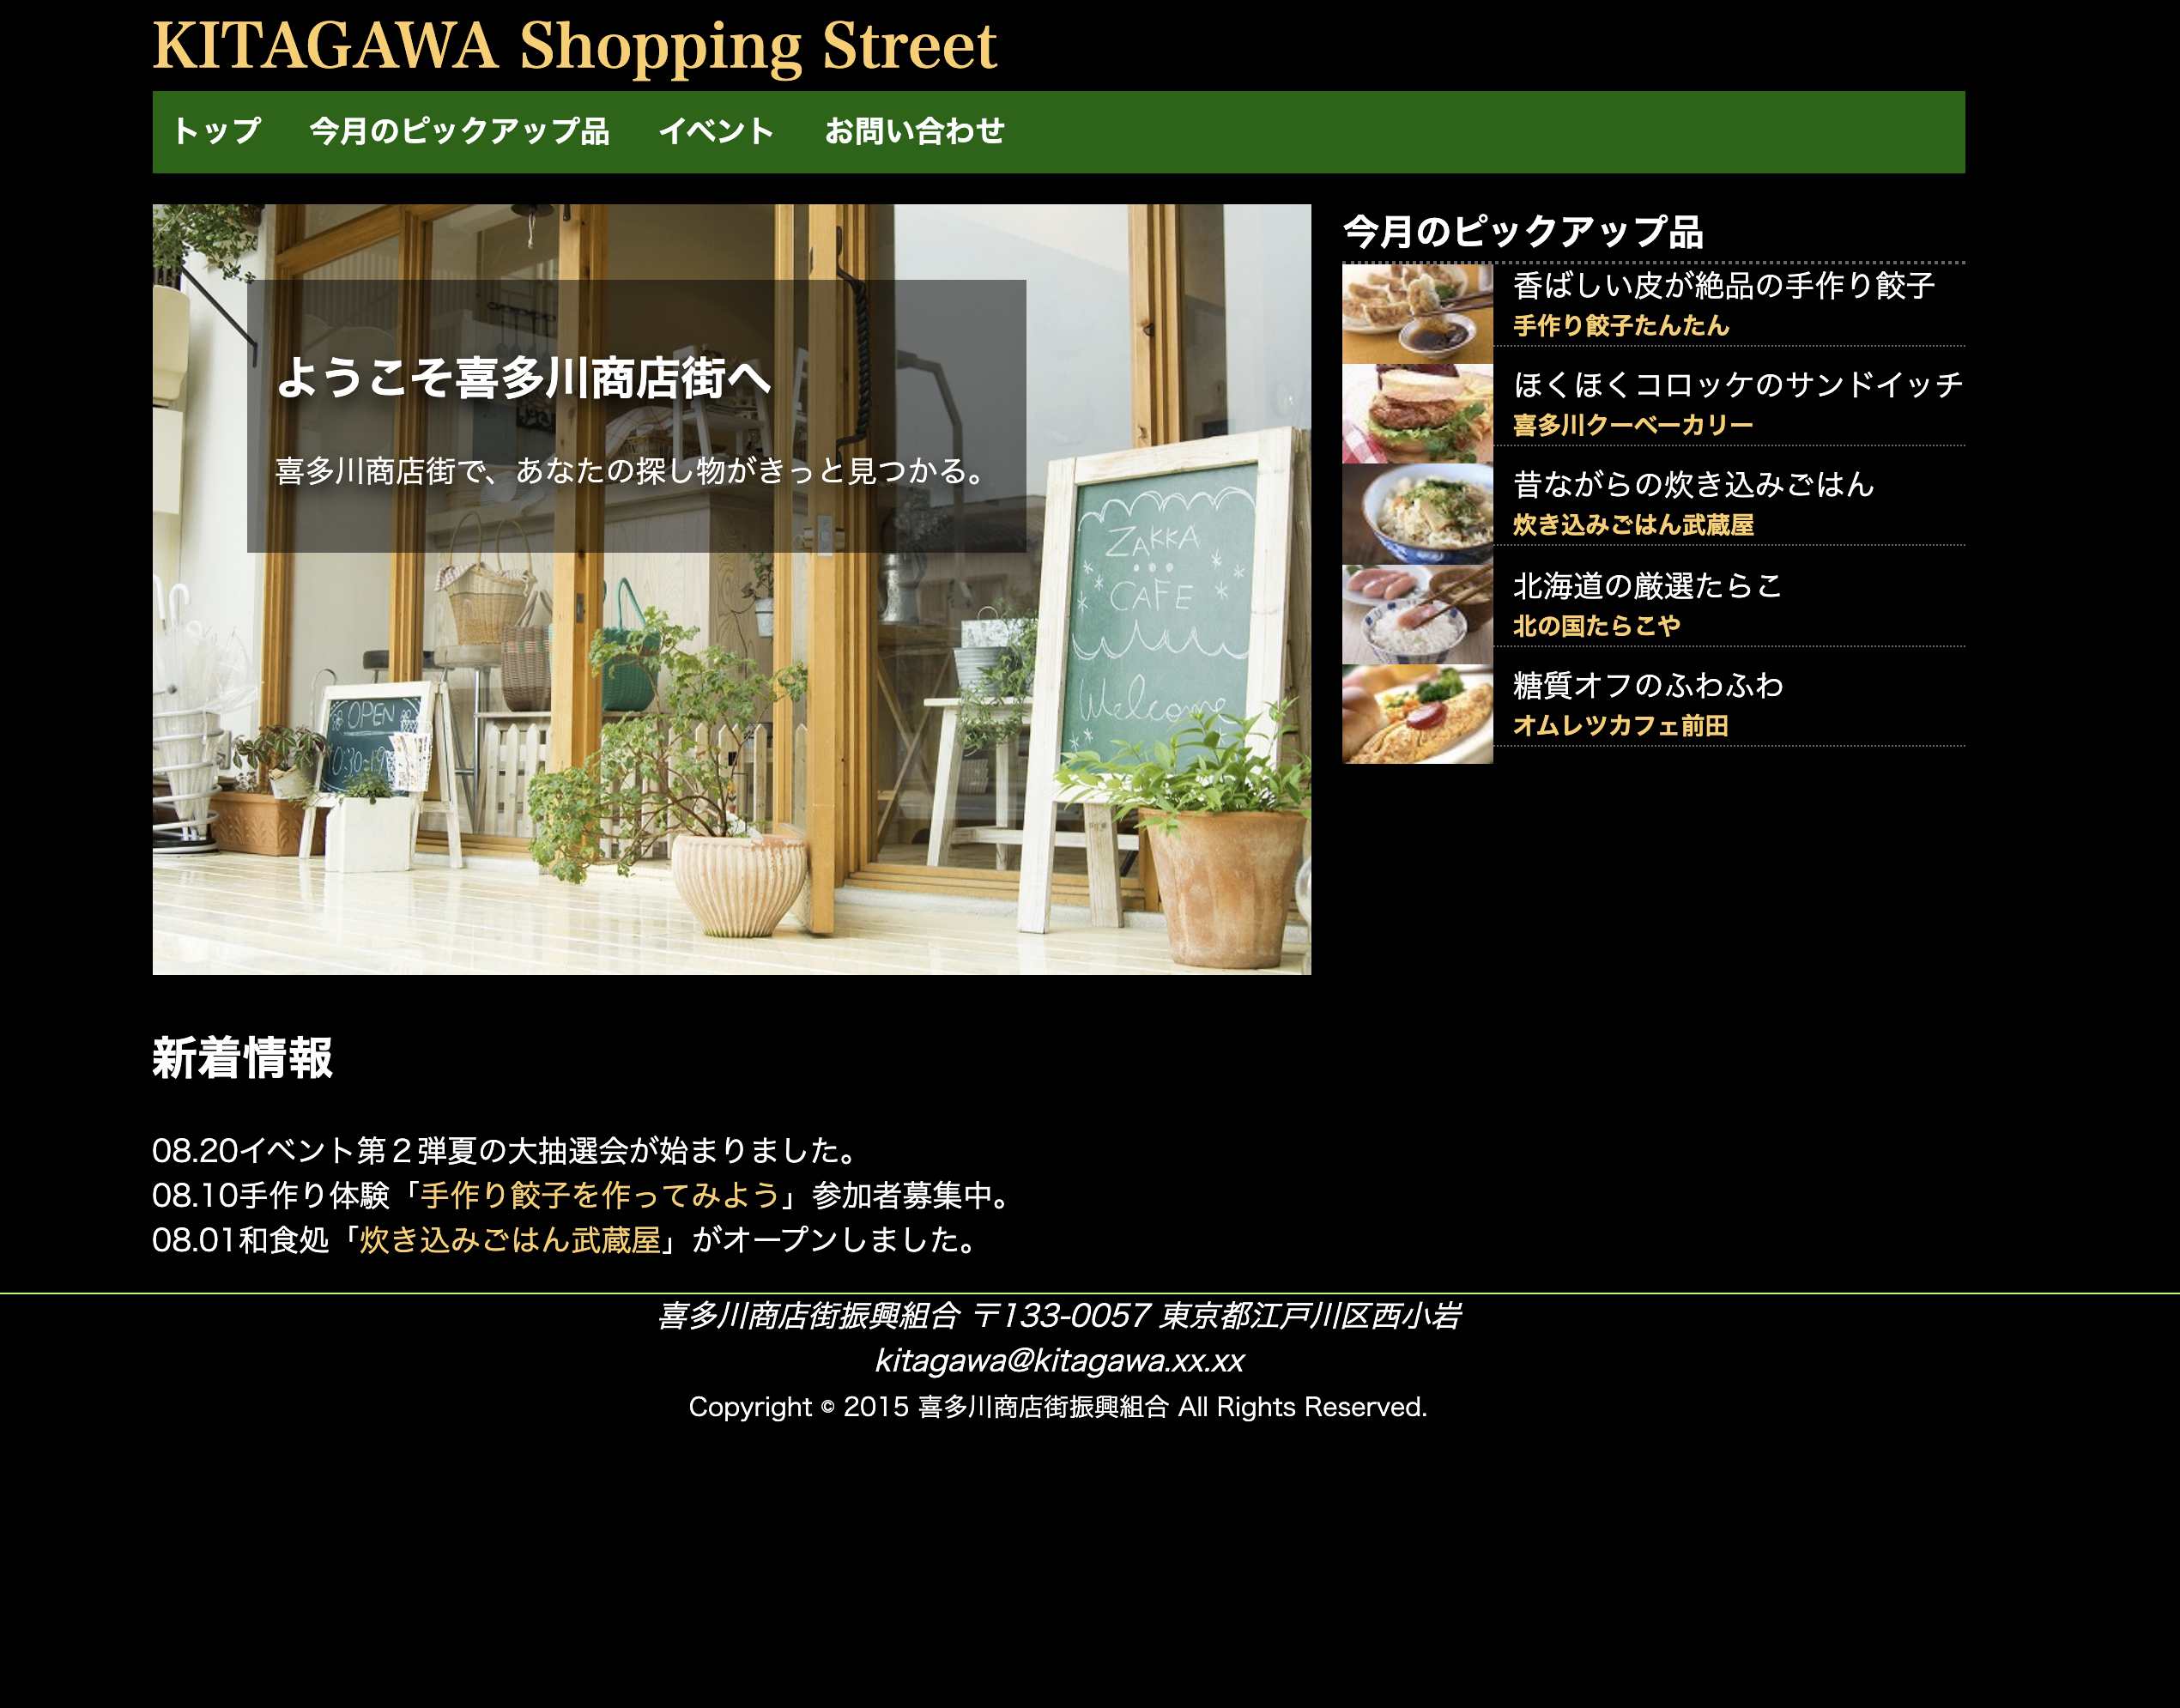 KITAGAWA Shopping Street
トップ 今月のピックアップ品 イベント お問い合わせ
ようこそ喜多川商店街へ
喜多川商店街で、あなたの探し物がきっと見つかる。
ZAKKA
CAFE
Welcome
OPEN
今月のピックアップ品
香ばしい皮が絶品の手作り餃子
手作り餃子たんたん
ほくほくコロッケのサンドイッチ
喜多川クーベーカリー
昔ながらの炊き込みごはん
炊き込みごはん武蔵屋
北海道の厳選たらこ
北の国たらこや
糖質オフのふわふわ
オムレツカフェ前田
新着情報
08.20イベント第２弾夏の大抽選会が始まりました。
08.10手作り体験「手作り餃子を作ってみよう」参加者募集中。
08.01和食処「炊き込みごはん武蔵屋」がオープンしました。
喜多川商店街振興組合 〒133-0057 東京都江戸川区西小岩
kitagawa@kitagawa.xx.xx
Copyright © 2015 喜多川商店街振興組合 All Rights Reserved.